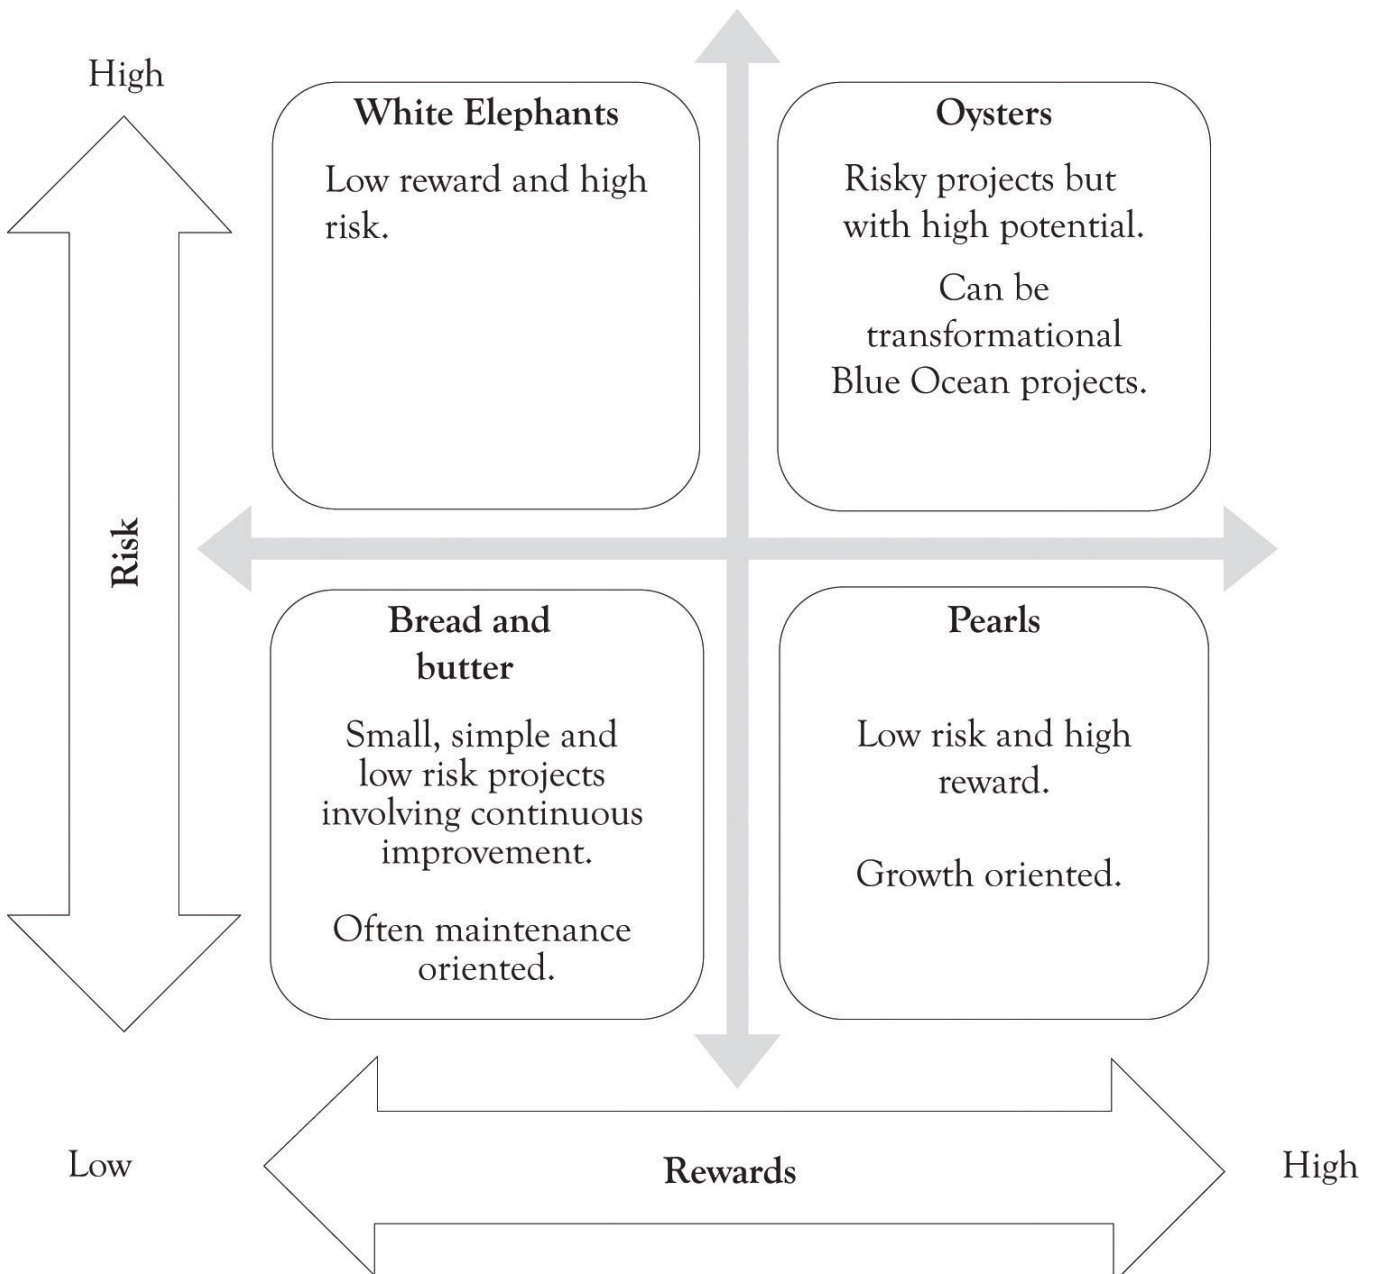 High
White Elephants
Low reward and high
risk.
Oysters
Risky projects but
with high potential.
Can be
transformational
Blue Ocean projects.
Risk
Bread and
butter
Small, simple and
low risk projects
involving continuous
improvement.
Often maintenance
oriented.
Pearls
Low risk and high
reward.
Growth oriented.
Low
Rewards
High